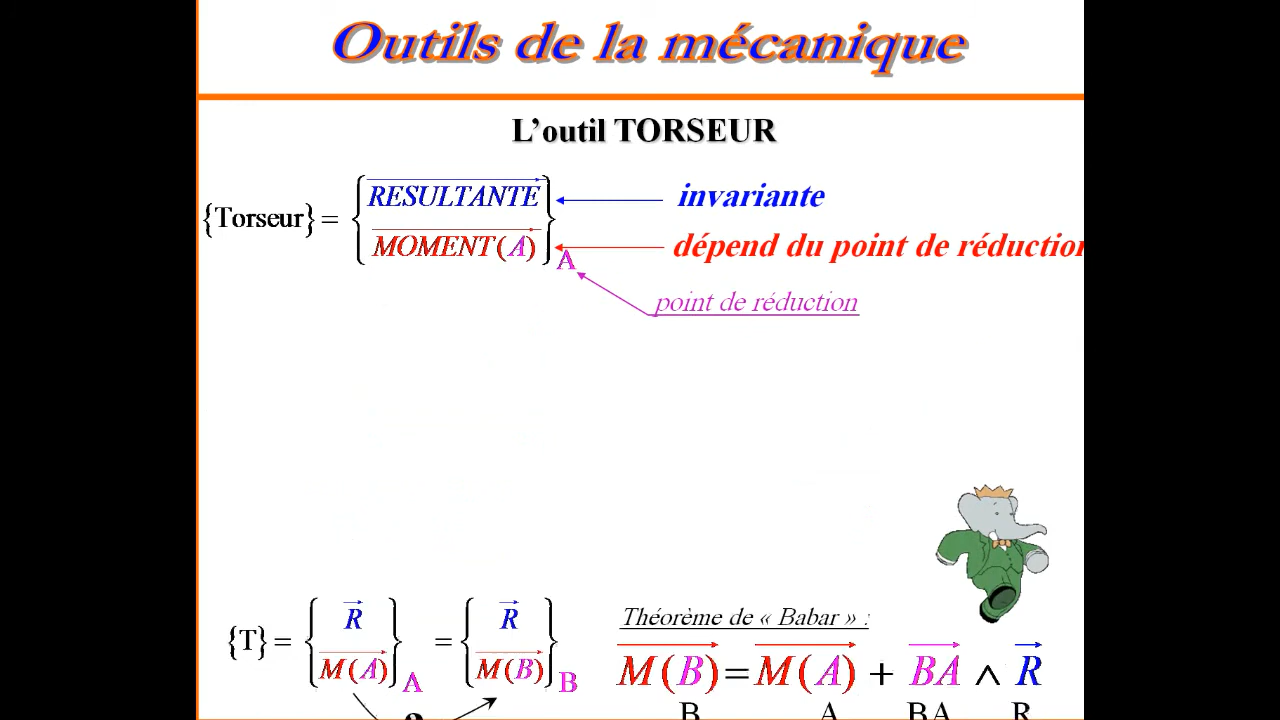 Outils de la mécanique
L’outil TORSEUR
{Torseur} = {RESULTANTE MOMENT(A)} A
invariante
dépend du point de réduction
point de réduction
{T} = {R M(A)} A = {R M(B)} B
Théorème de « Babar » :
M(B) = M(A) + BA ∧ R
?
B A BA R